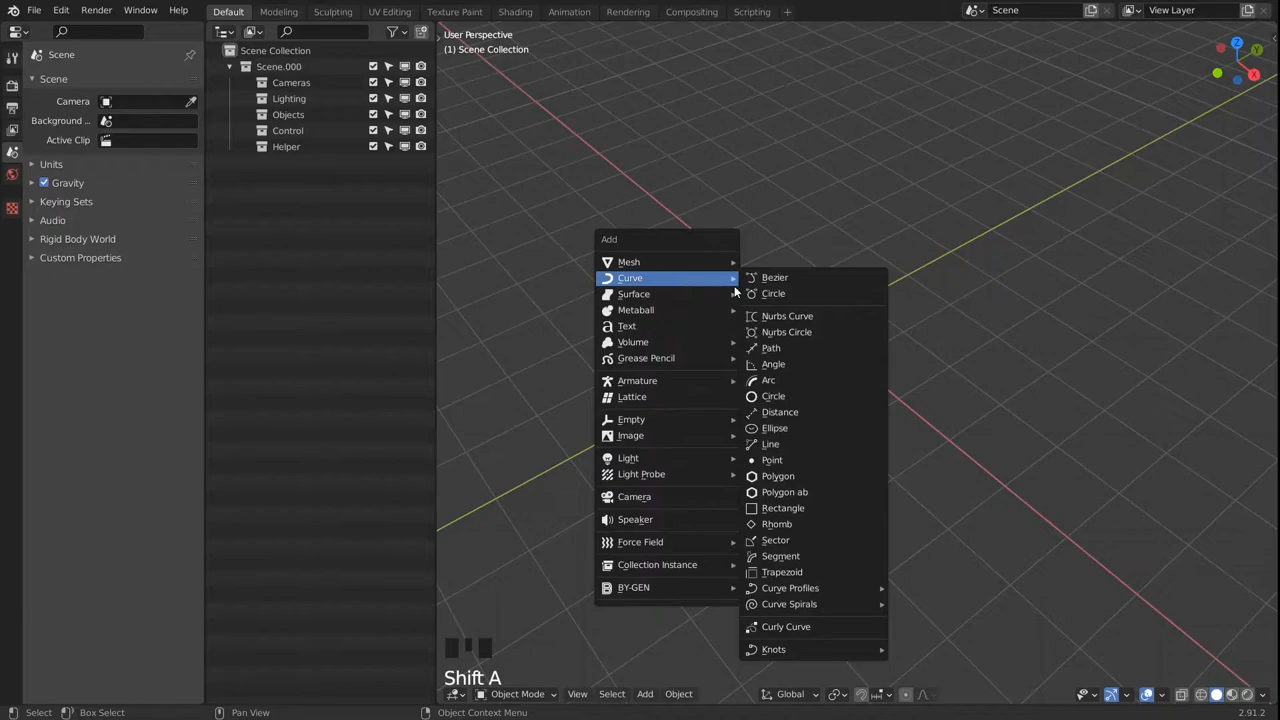 File Edit Render Window Help
Default Modeling Sculpting UV Editing Texture Paint Shading Animation Rendering Compositing Scripting +
Scene
View Layer
Scene
Scene
Camera
Background ...
Active Clip
Units
Gravity
Keying Sets
Audio
Rigid Body World
Custom Properties
Scene Collection
Scene.000
Cameras
Lighting
Objects
Control
Helper
User Perspective
(1) Scene Collection
Z
Y
X
Add
Mesh
Curve
Surface
Metaball
Text
Volume
Grease Pencil
Armature
Lattice
Empty
Image
Light
Light Probe
Camera
Speaker
Force Field
Collection Instance
BY-GEN
Bezier
Circle
Nurbs Curve
Nurbs Circle
Path
Angle
Arc
Circle
Distance
Ellipse
Line
Point
Polygon
Polygon ab
Rectangle
Rhomb
Sector
Segment
Trapezoid
Curve Profiles
Curve Spirals
Curly Curve
Knots
Shift A
Object Mode View Select Add Object Global
Select Box Select Pan View Object Context Menu 2.91.2